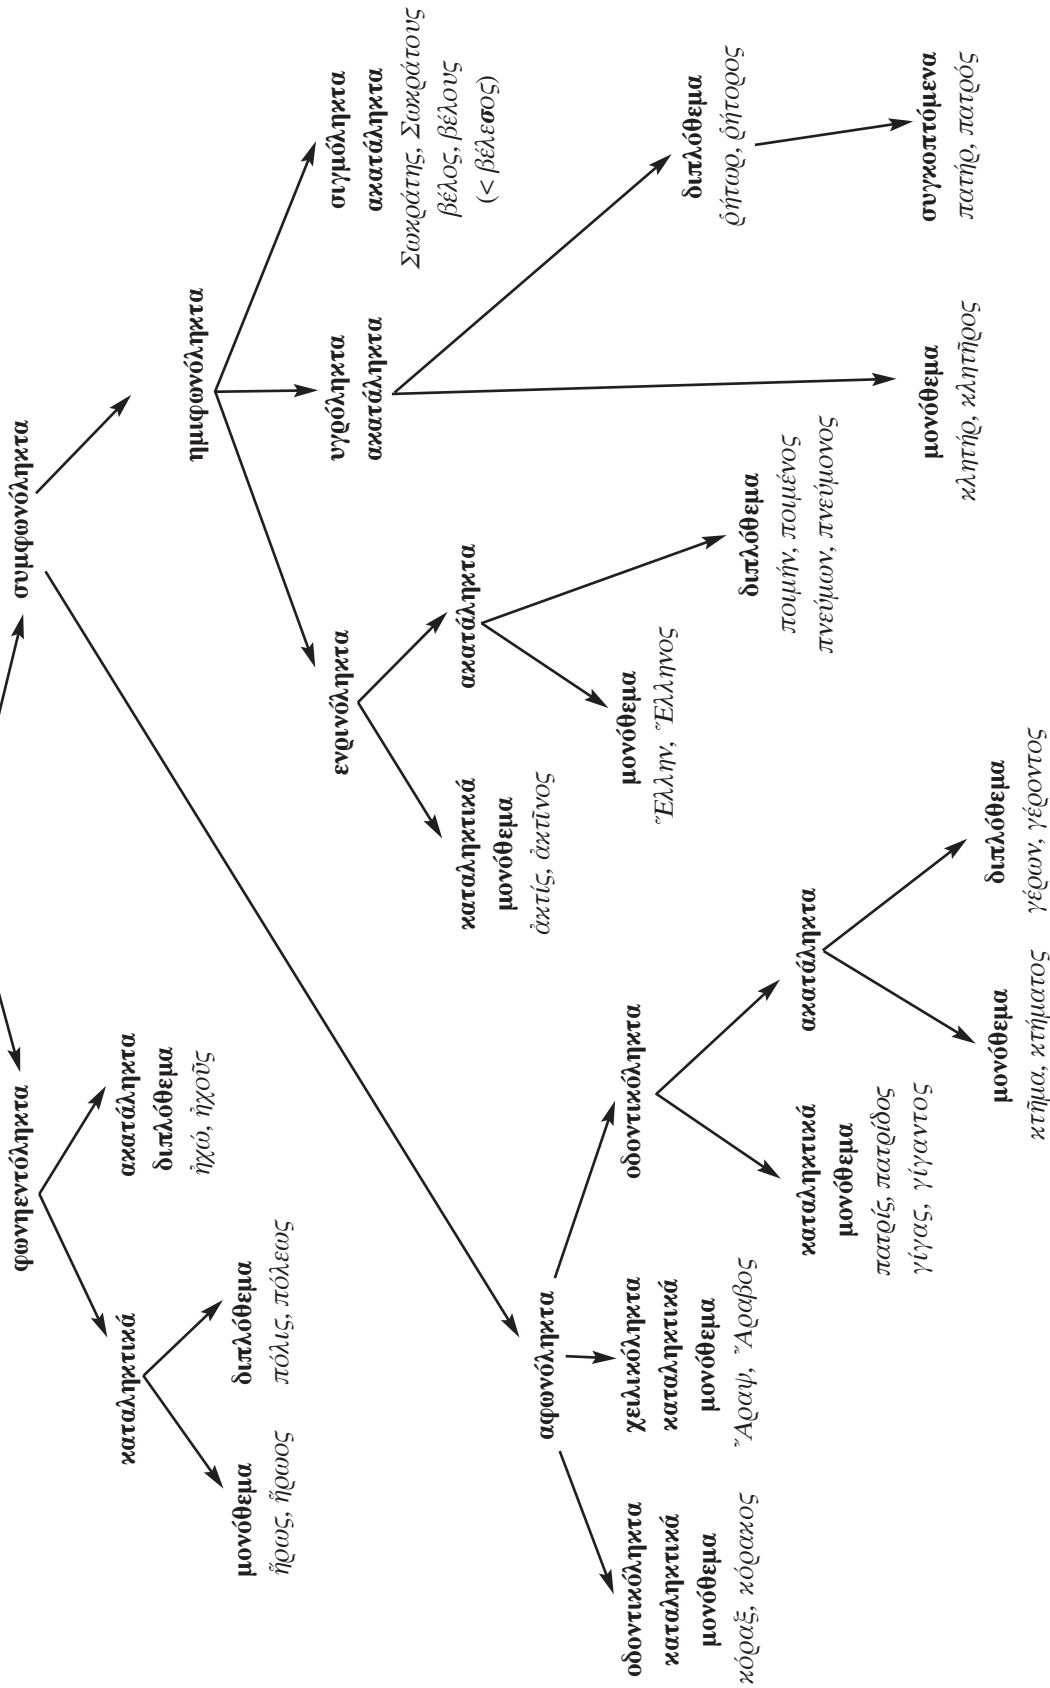 φωνηεντόληκτα
συμφωνόληκτα
καταληκτικά
ακατάληκτα
διπλόθεμα
ἠχώ, ἠχοῦς
μονόθεμα
ἥρως, ἥρωος
διπλόθεμα
πόλις, πόλεως
ημιφωνόληκτα
ενρινόληκτα
υγρόληκτα
ακατάληκτα
σιγμόληκτα
ακατάληκτα
Σωκράτης, Σωκράτους
βέλος, βέλους
(< βέλεσος)
καταληκτικά
μονόθεμα
ἀκτίς, ἀκτῖνος
ακατάληκτα
μονόθεμα
Ἕλλην, Ἕλληνος
διπλόθεμα
ποιμήν, ποιμένος
πνεύμων, πνεύμονος
διπλόθεμα
ῥήτωρ, ῥήτορος
μονόθεμα
κλητήρ, κλητῆρος
συγκοπτόμενα
πατήρ, πατρός
αφωνόληκτα
οδοντικόληκτα
καταληκτικά
μονόθεμα
κόραξ, κόρακος
χειλικόληκτα
καταληκτικά
μονόθεμα
Ἄραψ, Ἄραβος
οδοντικόληκτα
καταληκτικά
μονόθεμα
πατρίς, πατρίδος
γίγας, γίγαντος
ακατάληκτα
μονόθεμα
κτῆμα, κτήματος
διπλόθεμα
γέρων, γέροντος